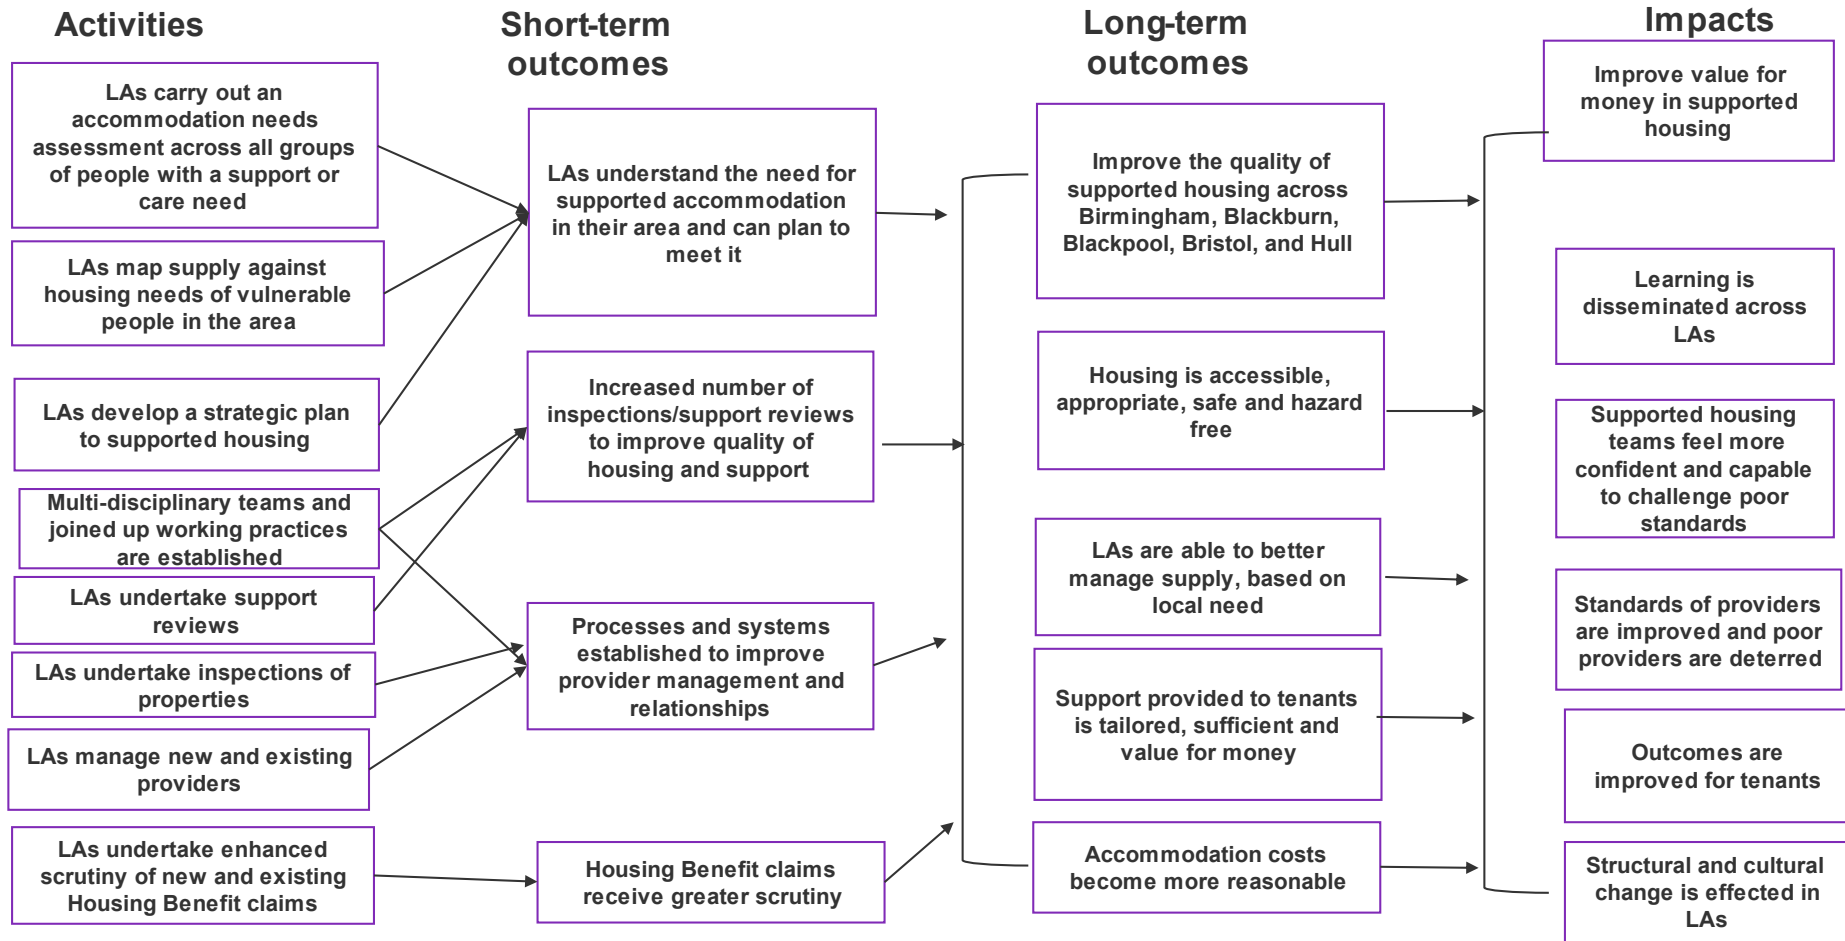 Activities
LAs carry out an
accommodation needs
assessment across all groups
of people with a support or
care need
LAs map supply against
housing needs of vulnerable
people in the area
LAs develop a strategic plan
to supported housing
Multi-disciplinary teams and
joined up working practices
are established
LAs undertake support
reviews
LAs undertake inspections of
properties
LAs manage new and existing
providers
LAs undertake enhanced
scrutiny of new and existing
Housing Benefit claims
Short-term
outcomes
LAs understand the need for
supported accommodation
in their area and can plan to
meet it
Increased number of
inspections/support reviews
to improve quality of
housing and support
Processes and systems
established to improve
provider management and
relationships
Housing Benefit claims
receive greater scrutiny
Long-term
outcomes
Improve the quality of
supported housing across
Birmingham, Blackburn,
Blackpool, Bristol, and Hull
Housing is accessible,
appropriate, safe and hazard
free
LAs are able to better
manage supply, based on
local need
Support provided to tenants
is tailored, sufficient and
value for money
Accommodation costs
become more reasonable
Impacts
Improve value for
money in supported
housing
Learning is
disseminated across
LAs
Supported housing
teams feel more
confident and capable
to challenge poor
standards
Standards of providers
are improved and poor
providers are deterred
Outcomes are
improved for tenants
Structural and cultural
change is effected in
LAs